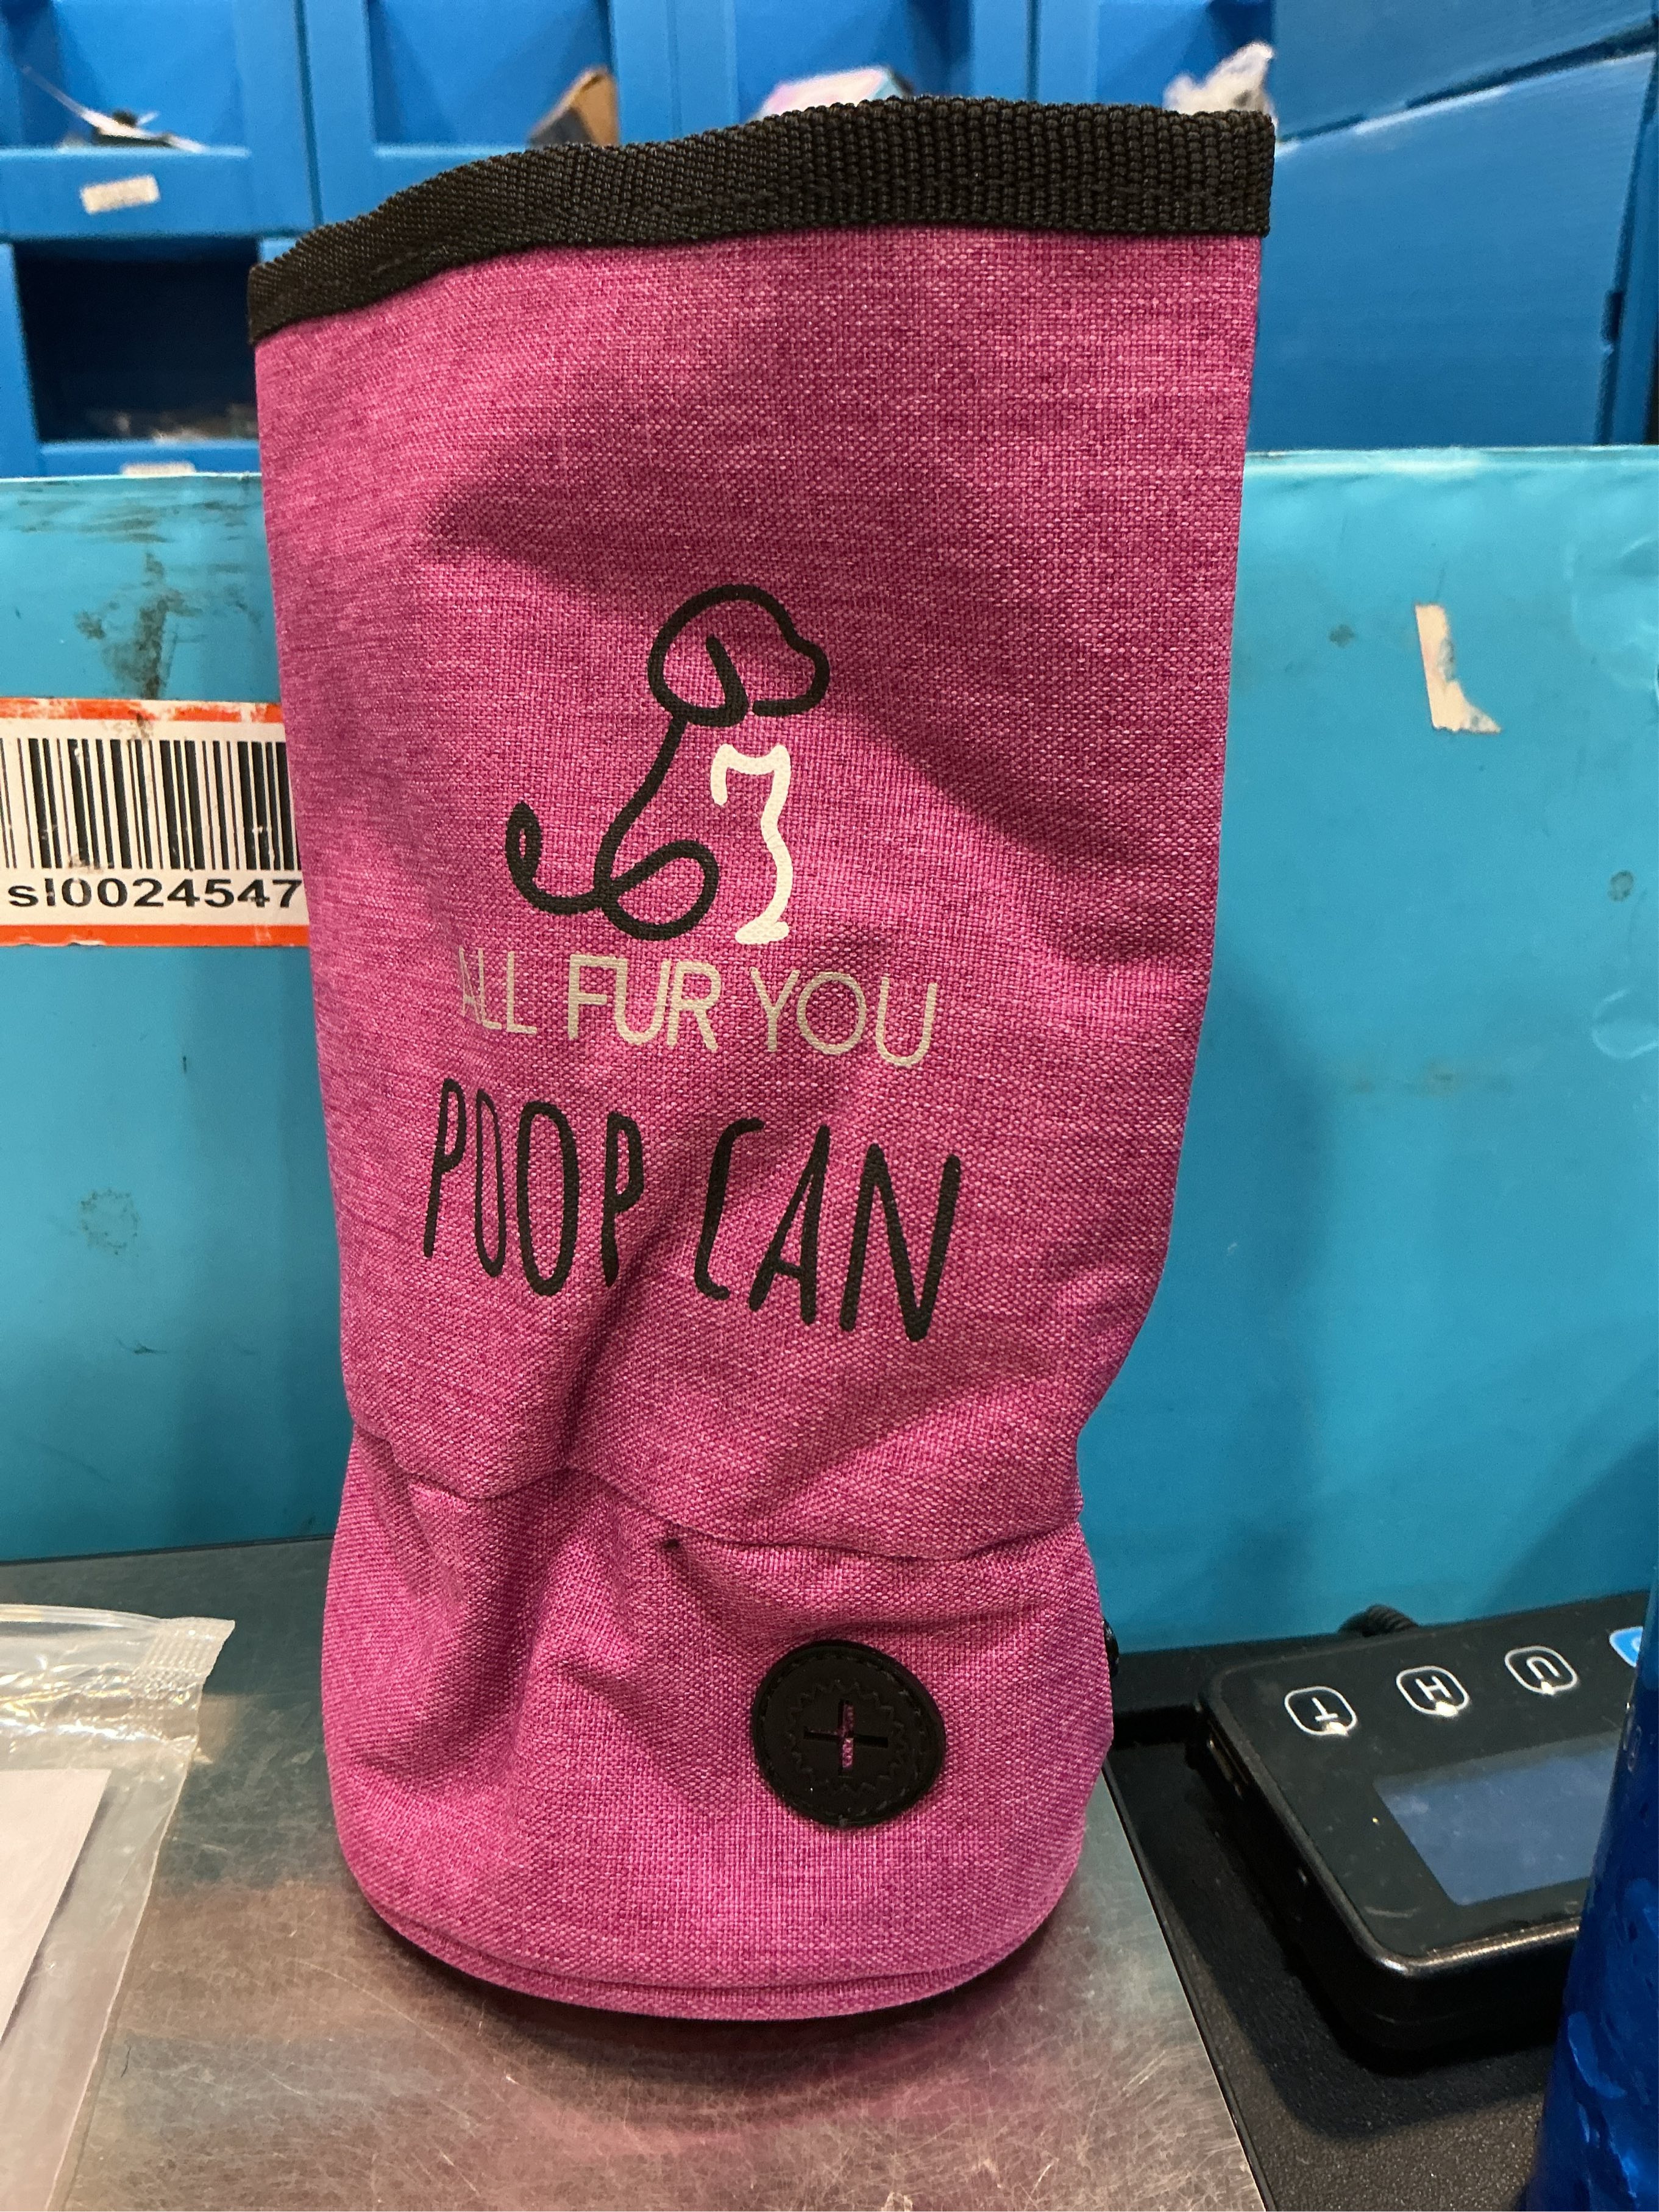 sl0024547
ALL FUR YOU
POOP CAN
T H U